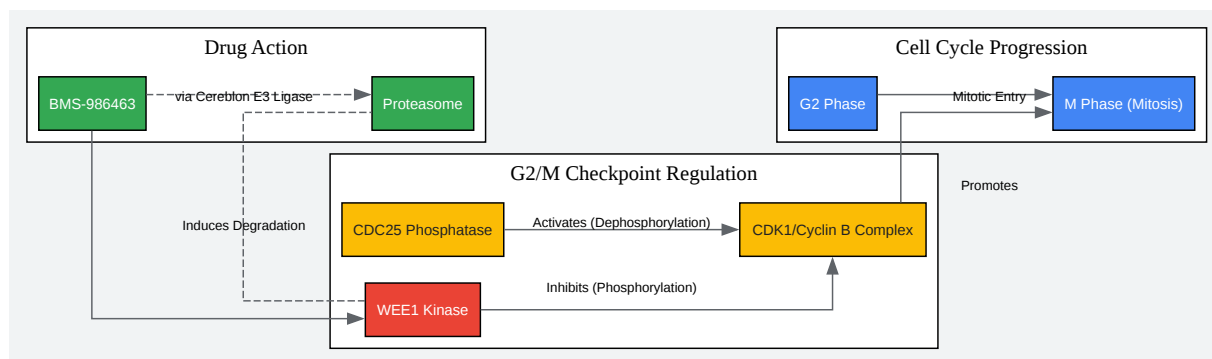 Drug Action
BMS-986463
via Cereblon E3 Ligase
Proteasome
Cell Cycle Progression
G2 Phase
Mitotic Entry
M Phase (Mitosis)
G2/M Checkpoint Regulation
Promotes
Induces Degradation
CDC25 Phosphatase
Activates (Dephosphorylation)
CDK1/Cyclin B Complex
WEE1 Kinase
Inhibits (Phosphorylation)